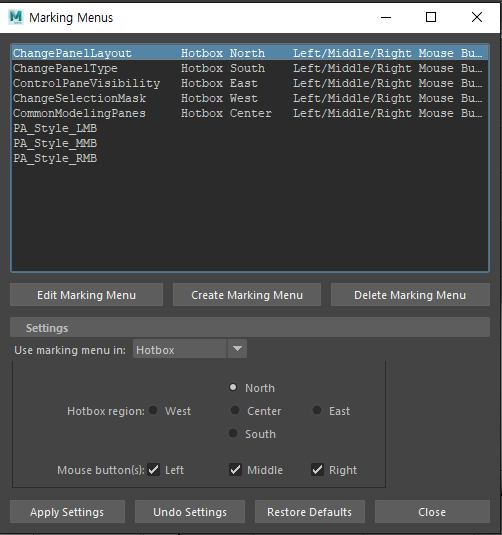 Marking Menus
ChangePanelLayout Hotbox North Left/Middle/Right Mouse Bu...
ChangePanelType Hotbox South Left/Middle/Right Mouse Bu...
ControlPaneVisibility Hotbox East Left/Middle/Right Mouse Bu...
ChangeSelectionMask Hotbox West Left/Middle/Right Mouse Bu...
CommonModelingPanes Hotbox Center Left/Middle/Right Mouse Bu...
PA_Style_LMB
PA_Style_MMB
PA_Style_RMB
Edit Marking Menu Create Marking Menu Delete Marking Menu
Settings
Use marking menu in: Hotbox
North
Hotbox region: West Center East
South
Mouse button(s): Left Middle Right
Apply Settings Undo Settings Restore Defaults Close